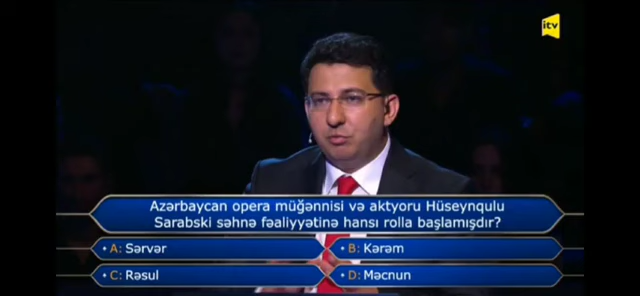 itv
Azərbaycan opera müğənnisi və aktyoru Hüseynqulu
Sarabski səhnə fəaliyyətinə hansı rolla başlamışdır?
A: Sərvər
B: Kərəm
C: Rəsul
D: Məcnun